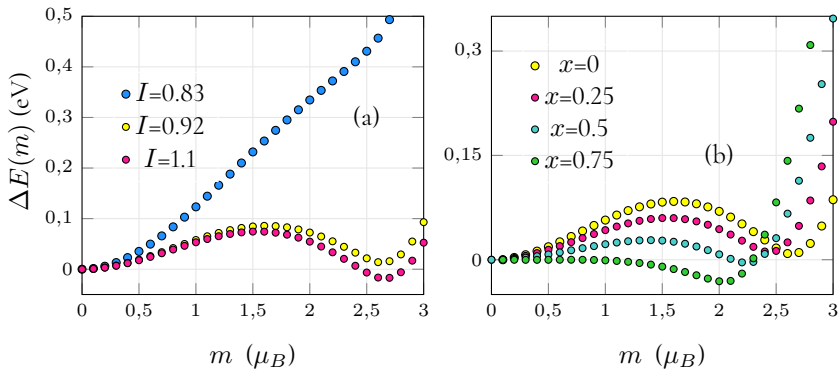 0,5
0,4
0,3
0,2
0,1
0
ΔE(m) (eV)
I=0.83
I=0.92
I=1.1
(a)
0 0,5 1 1,5 2 2,5 3
m (μB)
0,3
0,15
0
x=0
x=0.25
x=0.5
x=0.75
(b)
0 0,5 1 1,5 2 2,5 3
m (μB)